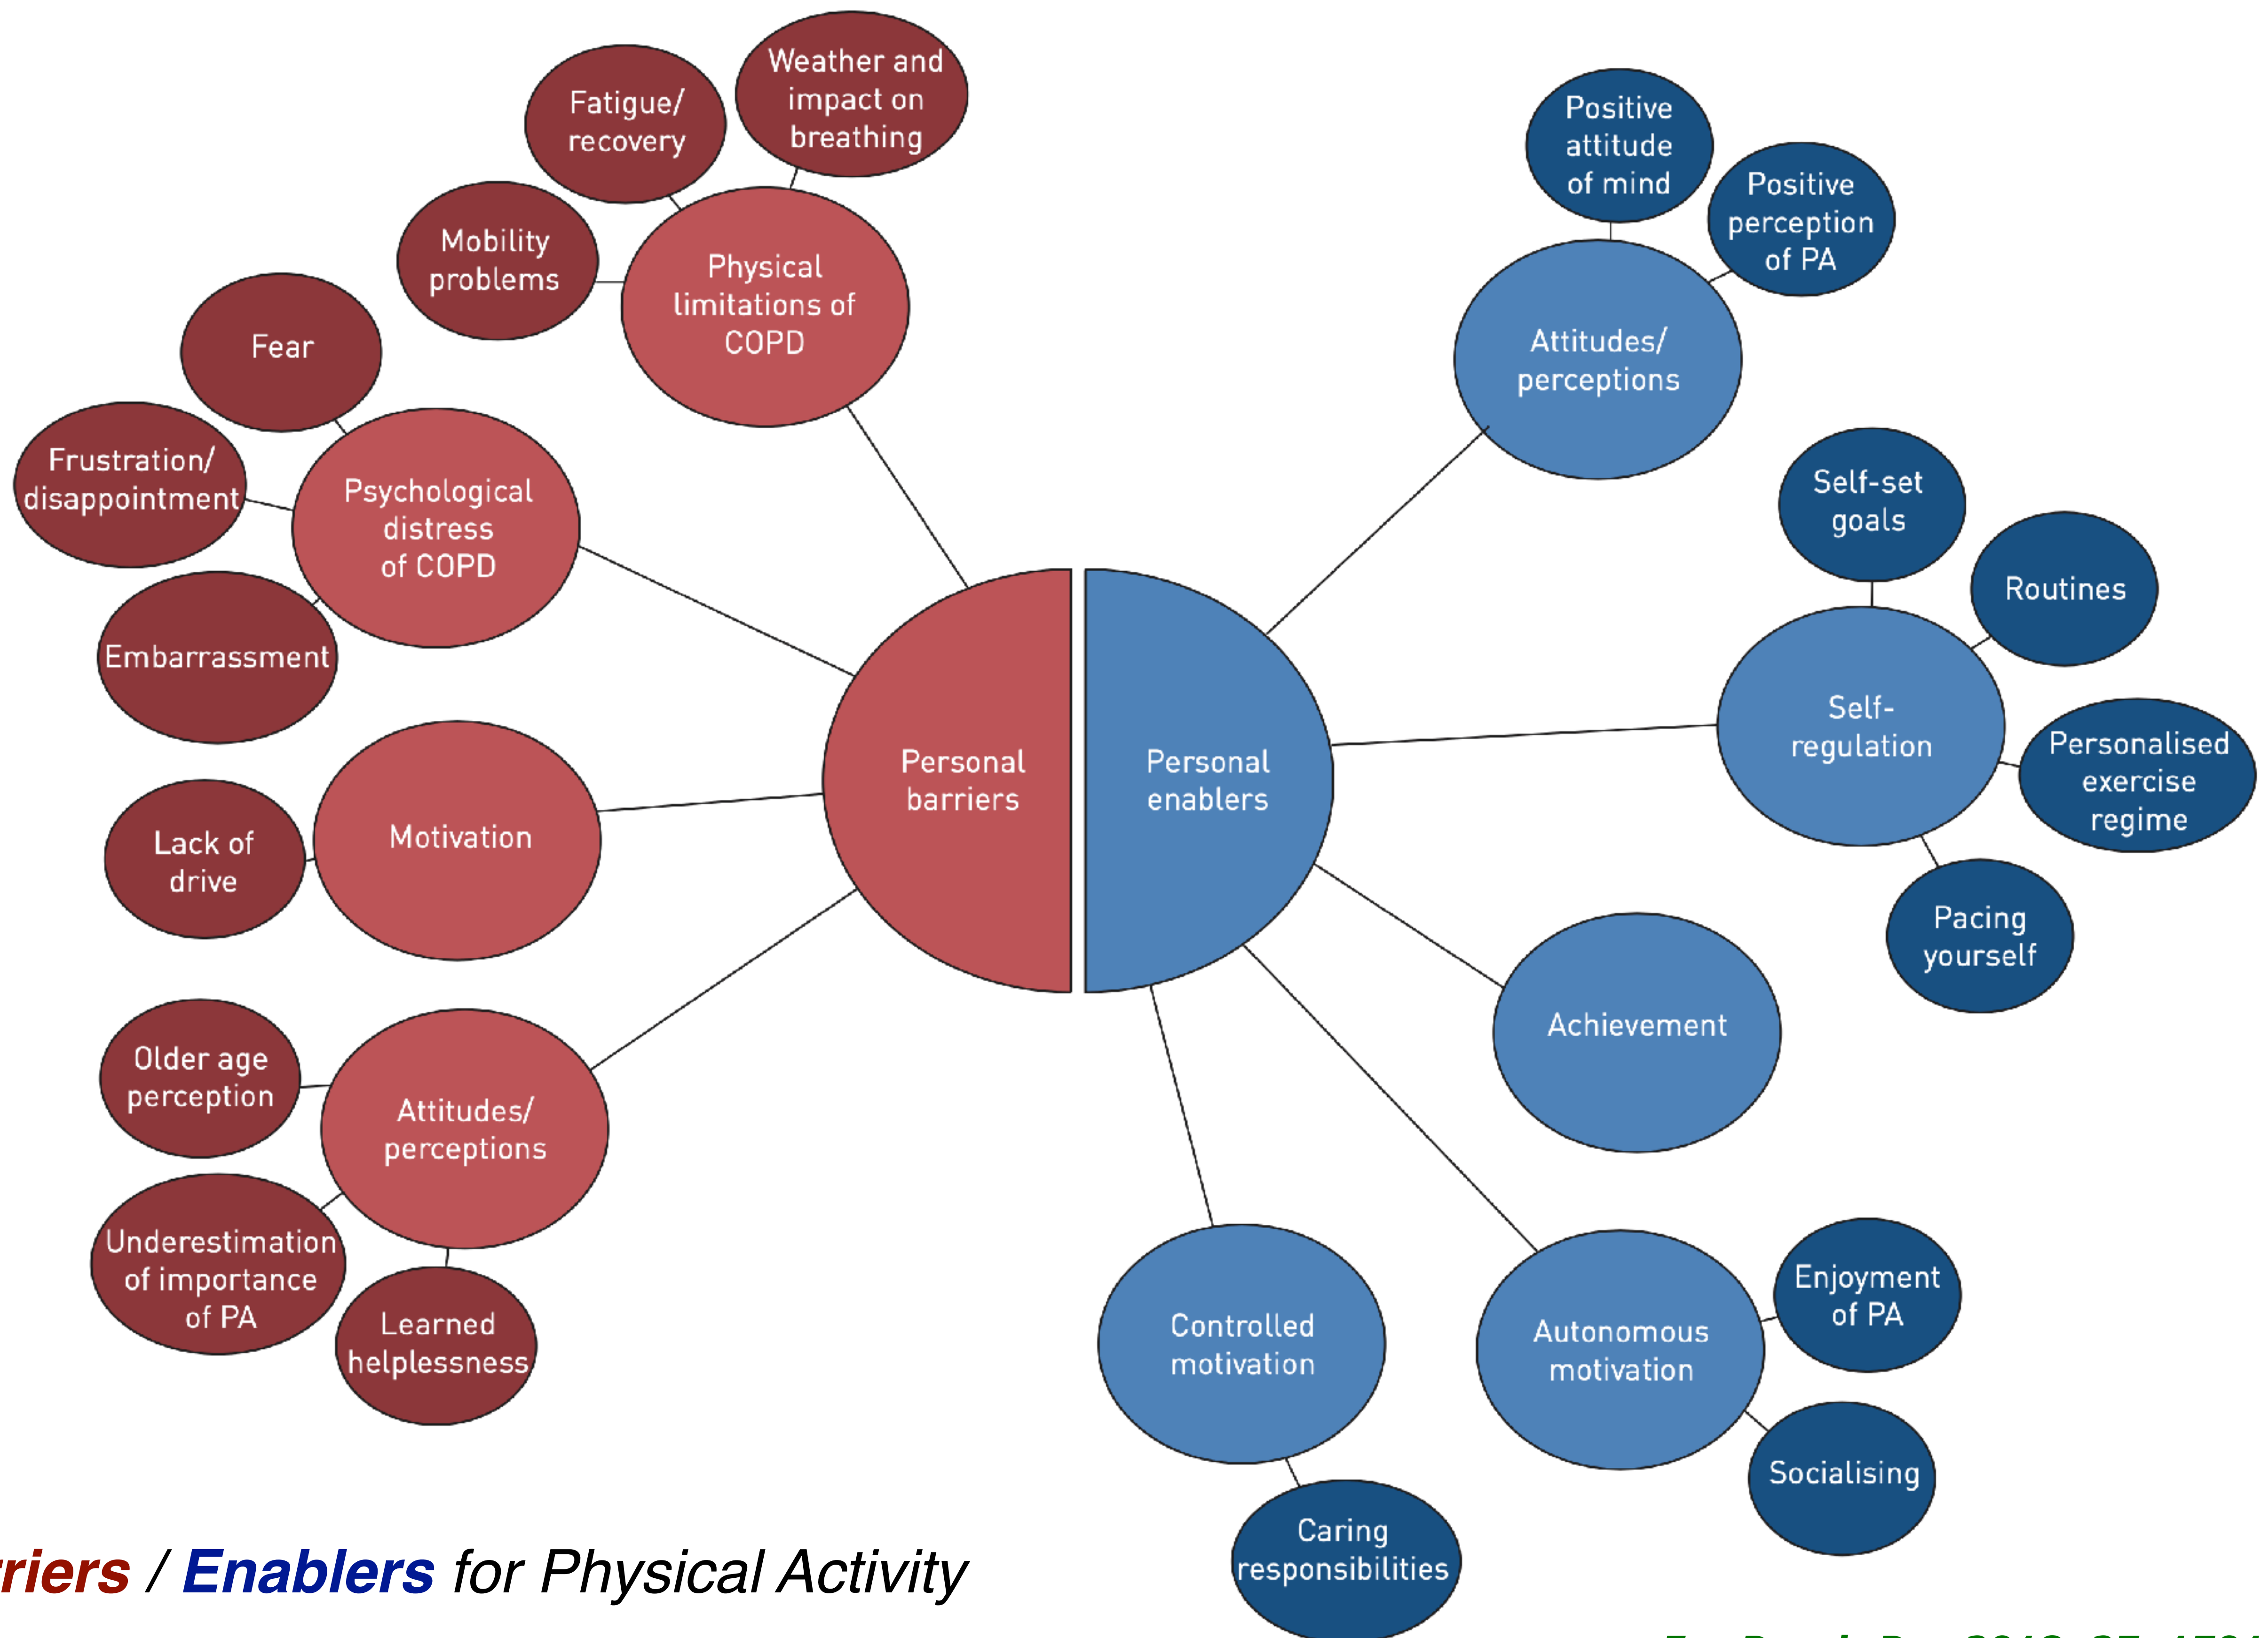 Weather and
impact on
breathing
Fatigue/
recovery
Mobility
problems
Physical
limitations of
COPD
Fear
Frustration/
disappointment
Psychological
distress
of COPD
Embarrassment
Motivation
Lack of
drive
Older age
perception
Attitudes/
perceptions
Underestimation
of importance
of PA
Learned
helplessness
Personal
barriers
Personal
enablers
Positive
attitude
of mind
Positive
perception
of PA
Attitudes/
perceptions
Self-set
goals
Routines
Self-
regulation
Personalised
exercise
regime
Pacing
yourself
Achievement
Enjoyment
of PA
Autonomous
motivation
Socialising
Controlled
motivation
Caring
responsibilities
rriers / Enablers for Physical Activity